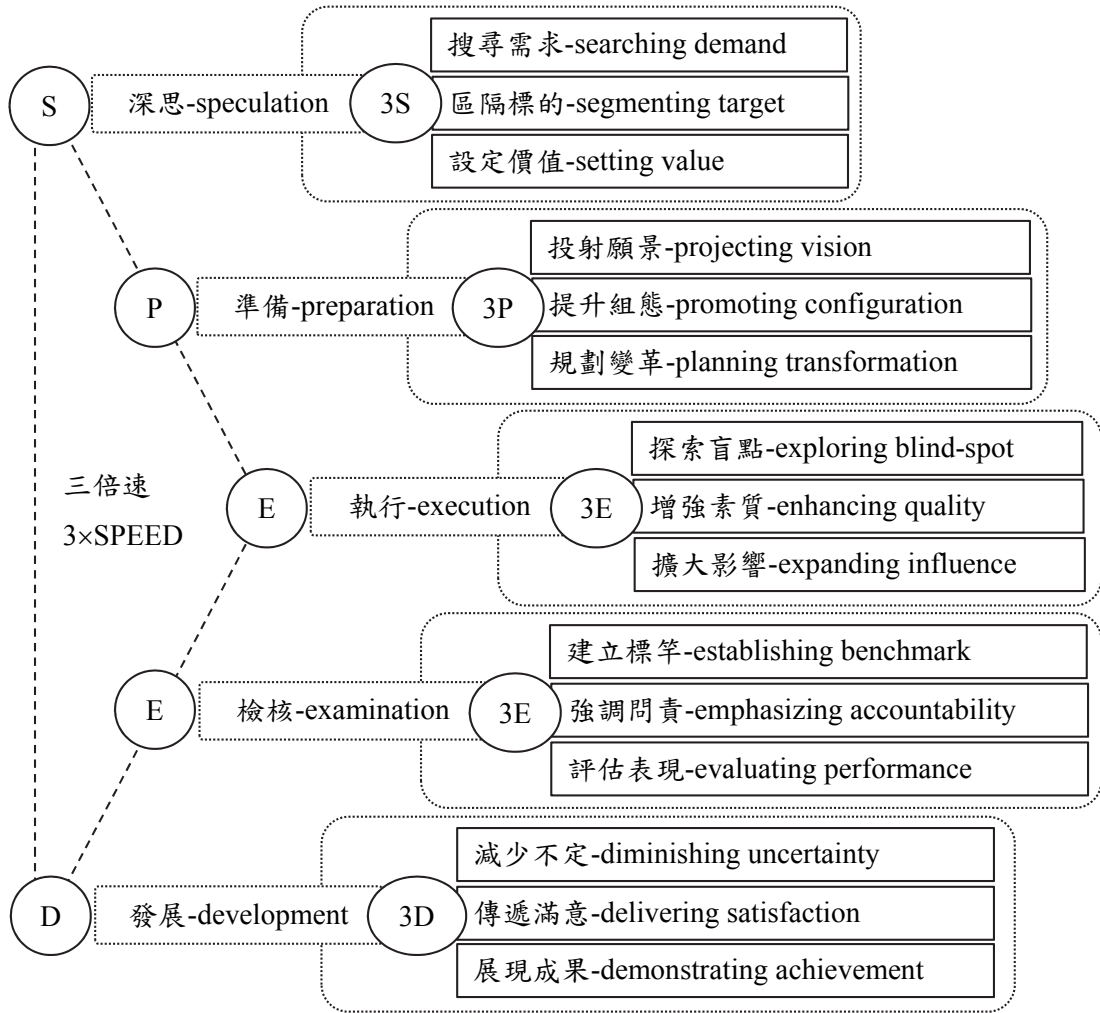 搜尋需求-searching demand
S
深思-speculation
3S
區隔標的-segmenting target
設定價值-setting value
投射願景-projecting vision
P
準備-preparation
3P
提升組態-promoting configuration
規劃變革-planning transformation
探索盲點-exploring blind-spot
三倍速
3×SPEED
E
執行-execution
3E
增強素質-enhancing quality
擴大影響-expanding influence
建立標竿-establishing benchmark
E
檢核-examination
3E
強調問責-emphasizing accountability
評估表現-evaluating performance
減少不定-diminishing uncertainty
D
發展-development
3D
傳遞滿意-delivering satisfaction
展現成果-demonstrating achievement